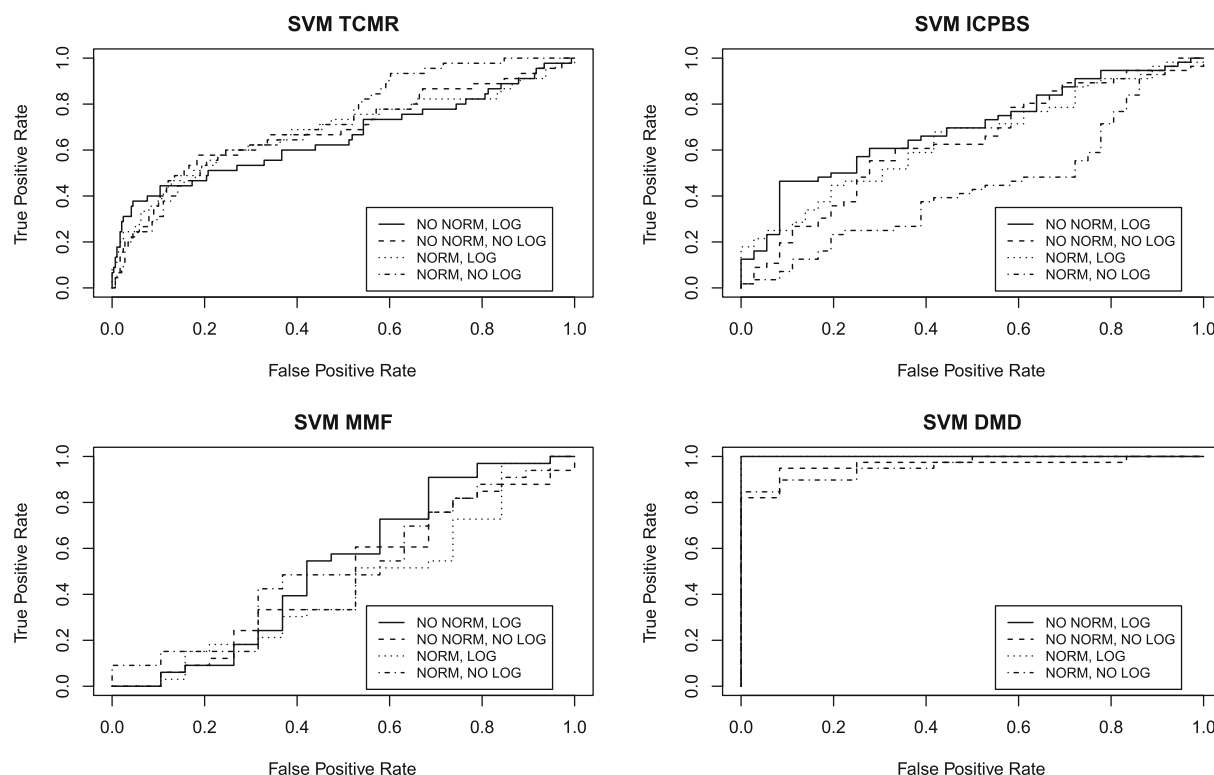 SVM TCMR
True Positive Rate
0.0 0.2 0.4 0.6 0.8 1.0
NO NORM, LOG
NO NORM, NO LOG
NORM, LOG
NORM, NO LOG
0.0 0.2 0.4 0.6 0.8 1.0
False Positive Rate
SVM ICPBS
True Positive Rate
0.0 0.2 0.4 0.6 0.8 1.0
NO NORM, LOG
NO NORM, NO LOG
NORM, LOG
NORM, NO LOG
0.0 0.2 0.4 0.6 0.8 1.0
False Positive Rate
SVM MMF
True Positive Rate
0.0 0.2 0.4 0.6 0.8 1.0
NO NORM, LOG
NO NORM, NO LOG
NORM, LOG
NORM, NO LOG
0.0 0.2 0.4 0.6 0.8 1.0
False Positive Rate
SVM DMD
True Positive Rate
0.0 0.2 0.4 0.6 0.8 1.0
NO NORM, LOG
NO NORM, NO LOG
NORM, LOG
NORM, NO LOG
0.0 0.2 0.4 0.6 0.8 1.0
False Positive Rate